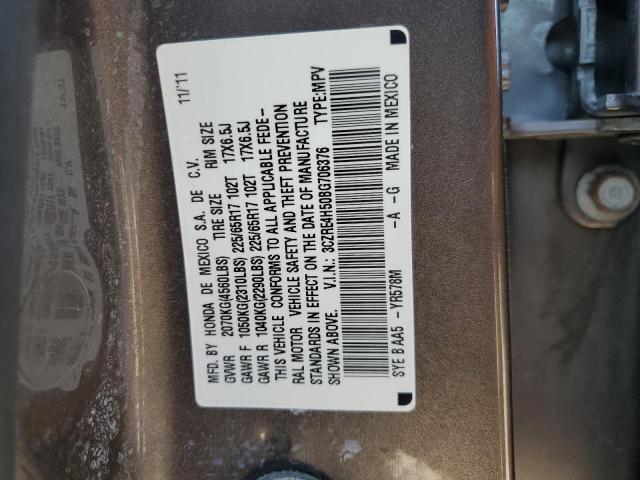 11/'11
MFD. BY HONDA DE MEXICO S.A. DE C.V.
GVWR 2070KG(4560LBS) TIRE SIZE RIM SIZE
GAWR F 1050KG(2310LBS) 225/65R17 102T 17X6.5J
GAWR R 1040KG(2290LBS) 225/65R17 102T 17X6.5J
THIS VEHICLE CONFORMS TO ALL APPLICABLE FEDE-
RAL MOTOR VEHICLE SAFETY AND THEFT PREVENTION
STANDARDS IN EFFECT ON THE DATE OF MANUFACTURE
SHOWN ABOVE. V.I.N.: 3CZRE4H50BG706376 TYPE:MPV
SYE B AA5 -YR578M -A -G MADE IN MEXICO